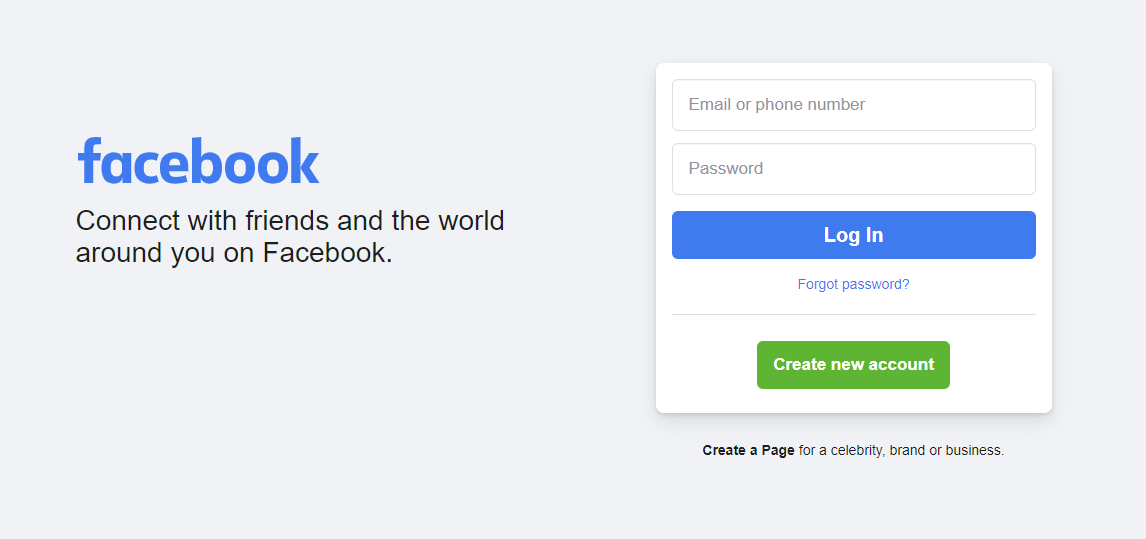 facebook
Connect with friends and the world
around you on Facebook.
Email or phone number
Password
Log In
Forgot password?
Create new account
Create a Page for a celebrity, brand or business.